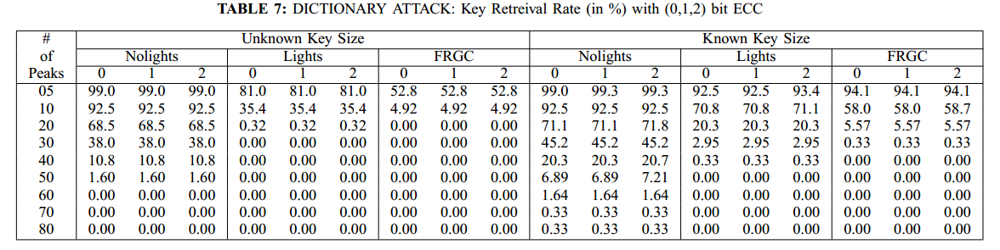 TABLE 7: DICTIONARY ATTACK: Key Retreival Rate (in %) with (0,1,2) bit ECC
# Unknown Key Size Known Key Size
of Nolights Lights FRGC Nolights Lights FRGC
Peaks 0 1 2 0 1 2 0 1 2 0 1 2 0 1 2 0 1 2
05 99.0 99.0 99.0 81.0 81.0 81.0 52.8 52.8 52.8 99.0 99.3 99.3 92.5 92.5 93.4 94.1 94.1 94.1
10 92.5 92.5 92.5 35.4 35.4 35.4 4.92 4.92 4.92 92.5 92.5 92.5 70.8 70.8 71.1 58.0 58.0 58.7
20 68.5 68.5 68.5 0.32 0.32 0.32 0.00 0.00 0.00 71.1 71.1 71.8 20.3 20.3 20.3 5.57 5.57 5.57
30 38.0 38.0 38.0 0.00 0.00 0.00 0.00 0.00 0.00 45.2 45.2 45.2 2.95 2.95 2.95 0.33 0.33 0.33
40 10.8 10.8 10.8 0.00 0.00 0.00 0.00 0.00 0.00 20.3 20.3 20.7 0.33 0.33 0.33 0.00 0.00 0.00
50 1.60 1.60 1.60 0.00 0.00 0.00 0.00 0.00 0.00 6.89 6.89 7.21 0.00 0.00 0.00 0.00 0.00 0.00
60 0.00 0.00 0.00 0.00 0.00 0.00 0.00 0.00 0.00 1.64 1.64 1.64 0.00 0.00 0.00 0.00 0.00 0.00
70 0.00 0.00 0.00 0.00 0.00 0.00 0.00 0.00 0.00 0.33 0.33 0.33 0.00 0.00 0.00 0.00 0.00 0.00
80 0.00 0.00 0.00 0.00 0.00 0.00 0.00 0.00 0.00 0.33 0.33 0.33 0.00 0.00 0.00 0.00 0.00 0.00